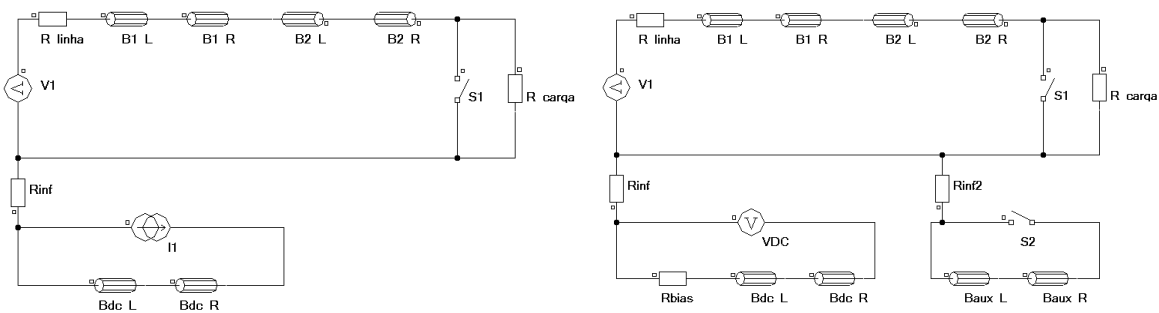 R linha B1 L B1 R B2 L B2 R
V1
S1
R carga
Rinf
I1
Bdc L Bdc R
R linha B1 L B1 R B2 L B2 R
V1
S1
R carga
Rinf
Rinf2
VDC
S2
Rbias Bdc L Bdc R
Baux L Baux R